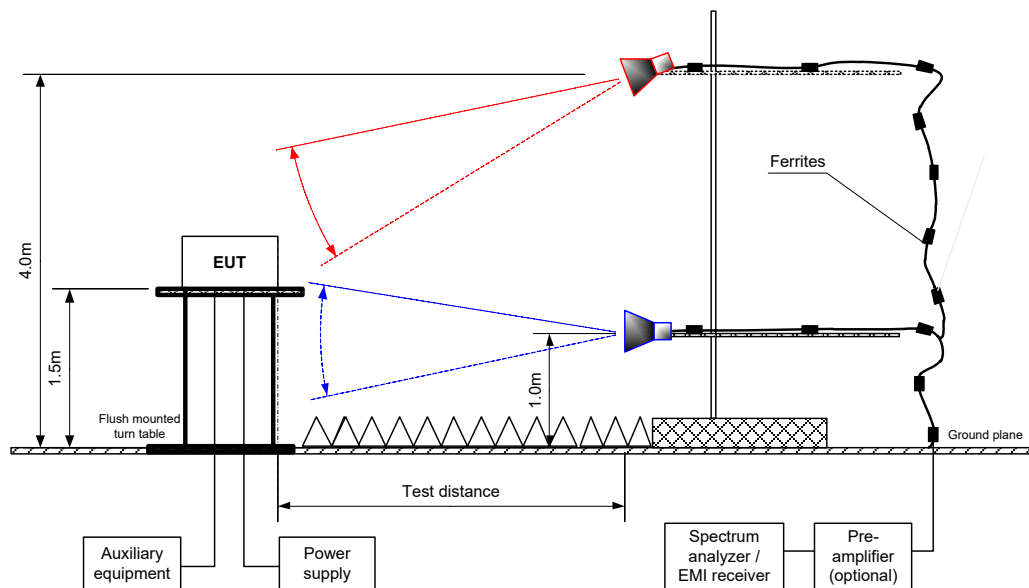 Ferrites
4.0m
EUT
1.5m
1.0m
Flush mounted
turn table
Ground plane
Test distance
Auxiliary
equipment
Power
supply
Spectrum
analyzer /
EMI receiver
Pre-
amplifier
(optional)